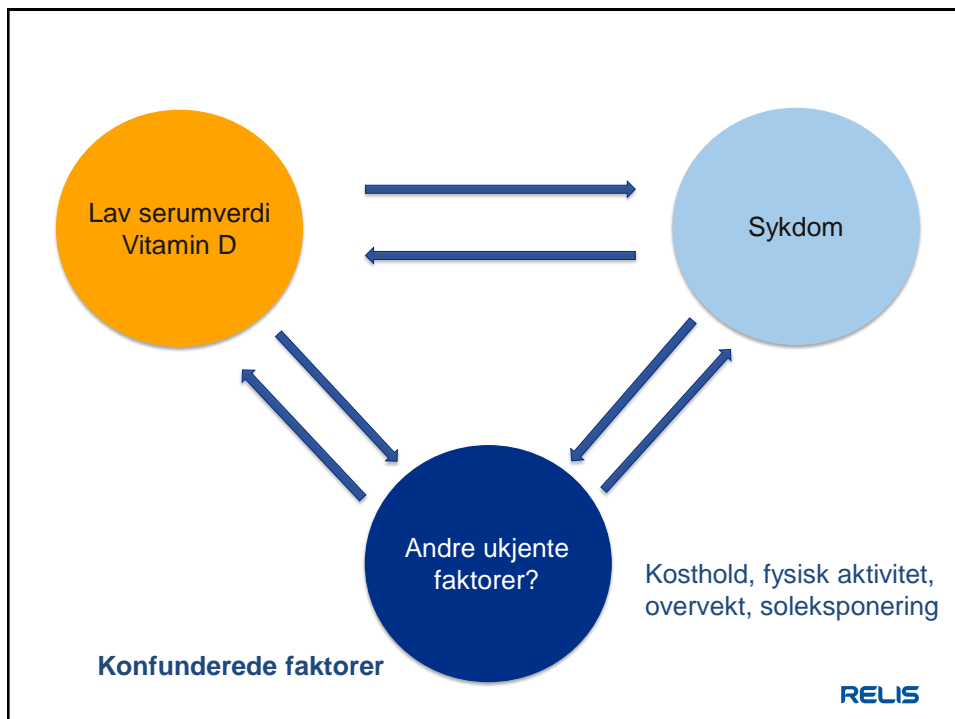 Lav serumverdi
Vitamin D
Sykdom
Andre ukjente
faktorer?
Kosthold, fysisk aktivitet,
overvekt, soleksponering
Konfunderede faktorer
RELIS